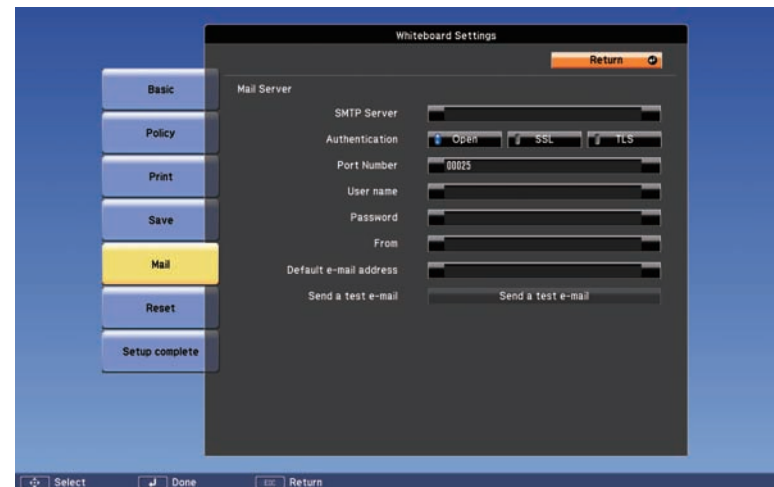 Whiteboard Settings
Return
Basic
Policy
Print
Save
Mail
Reset
Setup complete
Mail Server
SMTP Server
Authentication Open SSL TLS
Port Number 00025
User name
Password
From
Default e-mail address
Send a test e-mail Send a test e-mail
Select Done Esc Return